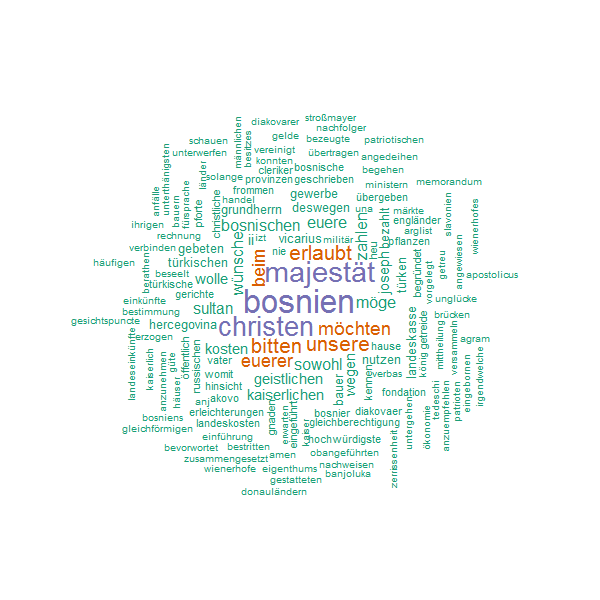 stroßmayer
diakovarer
nachfolger
gelde
schauen
männlichen
besitzes
bezeugte
patriotischen
vereinigt
unterwerfen
übertragen
angedeihen
konnten
cleriker
bosnische
begehen
unterthänigsten
solange
länder
provinzen
geschrieben
ministern
memorandum
anfälle
bauern
fürsprache
frommen
gewerbe
übergeben
handel
christliche
pforte
grundherrn
deswegen
una
märkte
engländer
slavonien
wienerhofes
ihrigen
rechnung
bosnischen
euere
zahlen
bezahlt
arglist
verbinden
gebeten
ii
izt
vicarius
militär
pflanzen
nie
erlaubt
heu
joseph
häufigen
berathen
türkischen
wünsche
beim
majestät
türken
begründet
vorgelegt
getreu
angewiesen
apostolicus
beseelt
wolle
türkische
gerichte
einkünfte
bestimmung
sultan
bosnien
möge
unglücke
gesichtspuncte
hercegovina
christen
möchten
landeskasse
getreide
brücken
erzogen
landeseinkünfte
kaiserlich
anzunehmen
güte
häuser
öffentlich
russischen
kosten
bitten
unsere
hause
könig
mittheilung
versammeln
agram
vater
euerer
sowohl
wegen
nutzen
verbas
womit
geistlichen
kennen
hinsicht
kaiserlichen
bauer
fondation
anj
akovo
gnaden
erwarten
eingeführt
kaiser
bosniens
erleichterungen
bosnier
diakovaer
untergehen
ökonomie
tedeschi
anzuempfehlen
patrioten
eingebornen
irgendwelche
landeskosten
gleichberechtigung
gleichförmigen
einführung
hochwürdigste
zerrissenheit
bevorwortet
bestritten
amen
obangeführten
zusammengesetzt
wienerhofe
eigenthums
nachweisen
banjoluka
gestatteten
donauländern